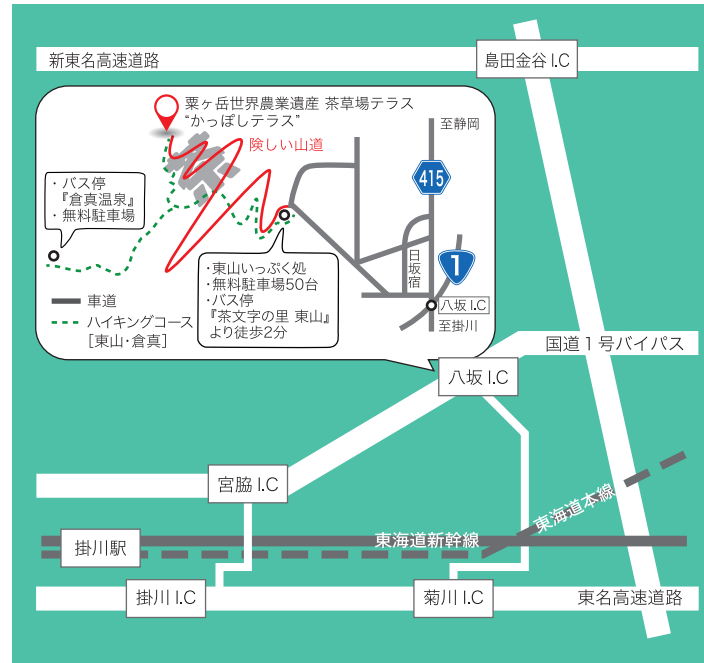 新東名高速道路
島田金谷 I.C
粟ヶ岳世界農業遺産 茶草場テラス
“かっぽしテラス”
険しい山道
至静岡
415
・バス停
『倉真温泉』
・無料駐車場
日坂宿
1
・東山いっぷく処
・無料駐車場50台
・バス停
『茶文字の里 東山』
より徒歩2分
八坂 I.C
至掛川
車道
ハイキングコース
[東山・倉真]
国道1号バイパス
八坂 I.C
宮脇 I.C
東海道本線
東海道新幹線
掛川駅
掛川 I.C
菊川 I.C
東名高速道路